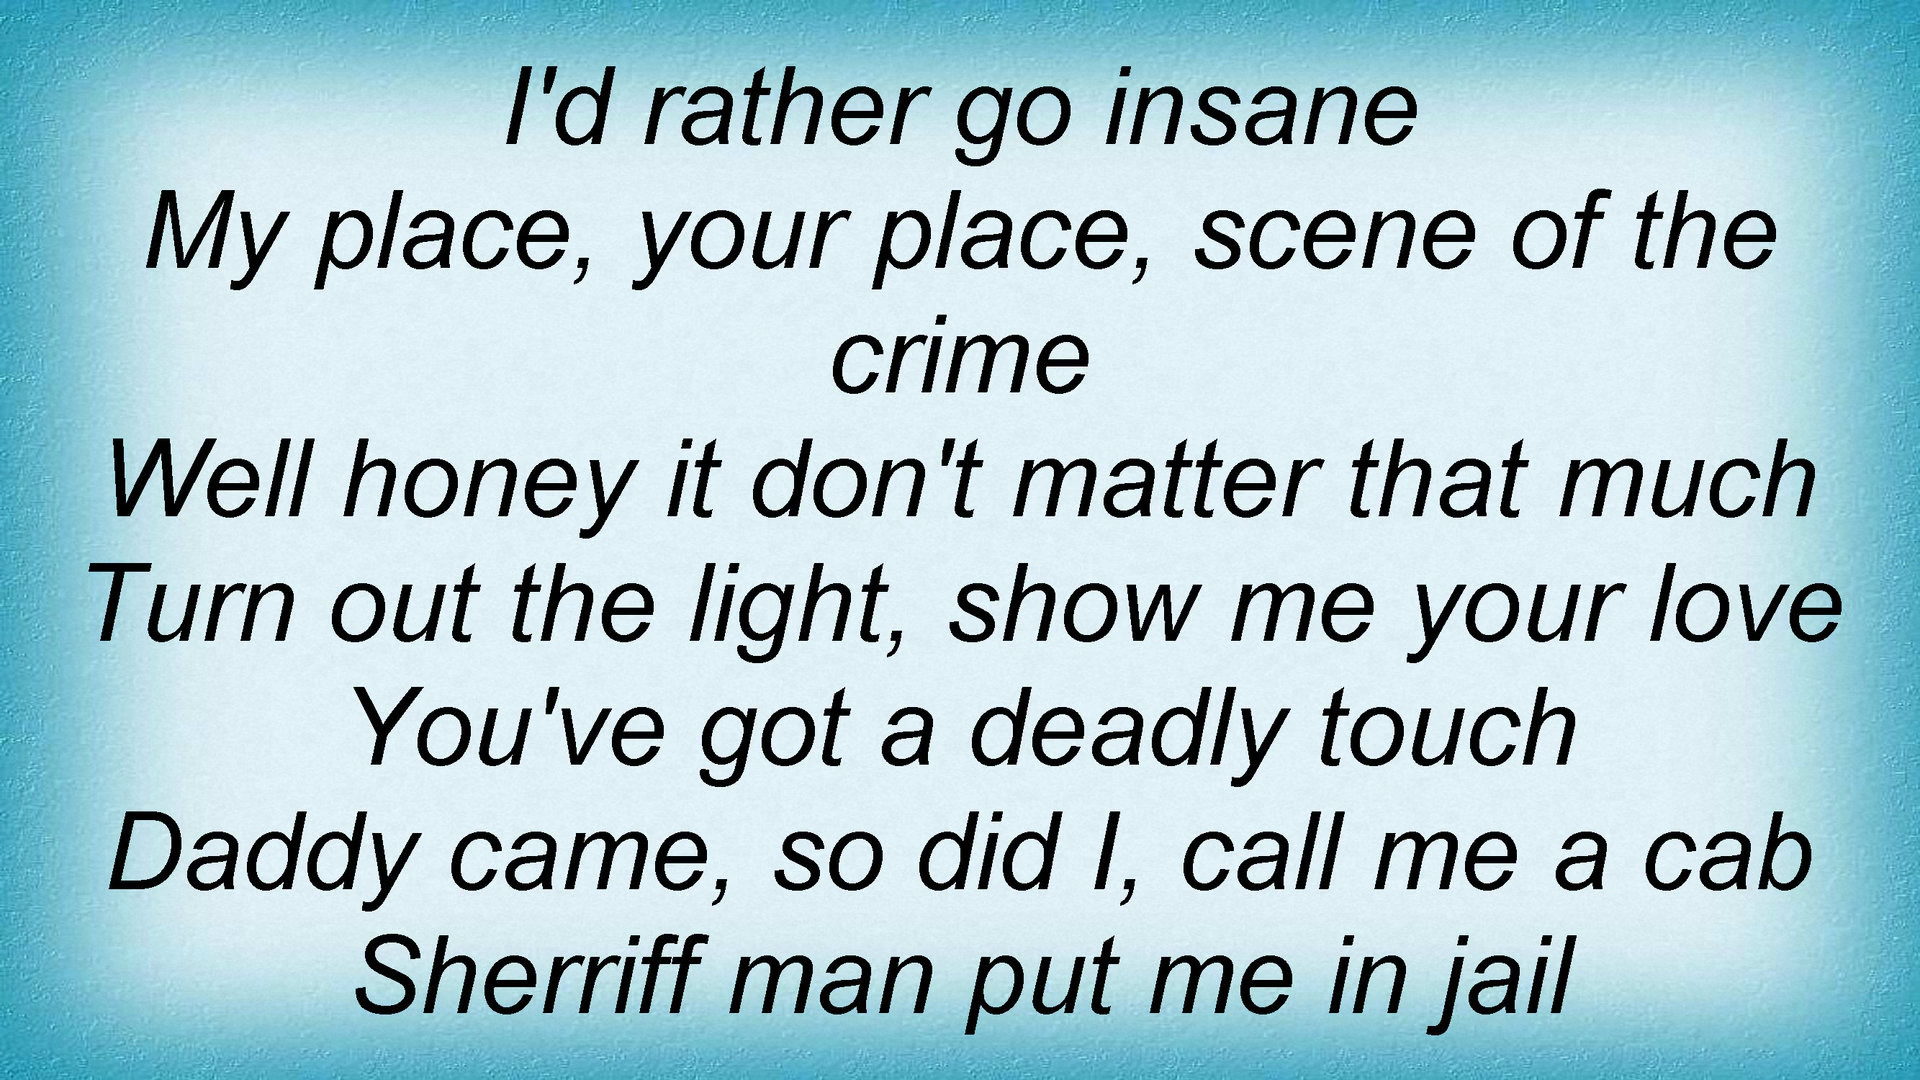 I'd rather go insane
My place, your place, scene of the
crime
Well honey it don't matter that much
Turn out the light, show me your love
You've got a deadly touch
Daddy came, so did I, call me a cab
Sherriff man put me in jail